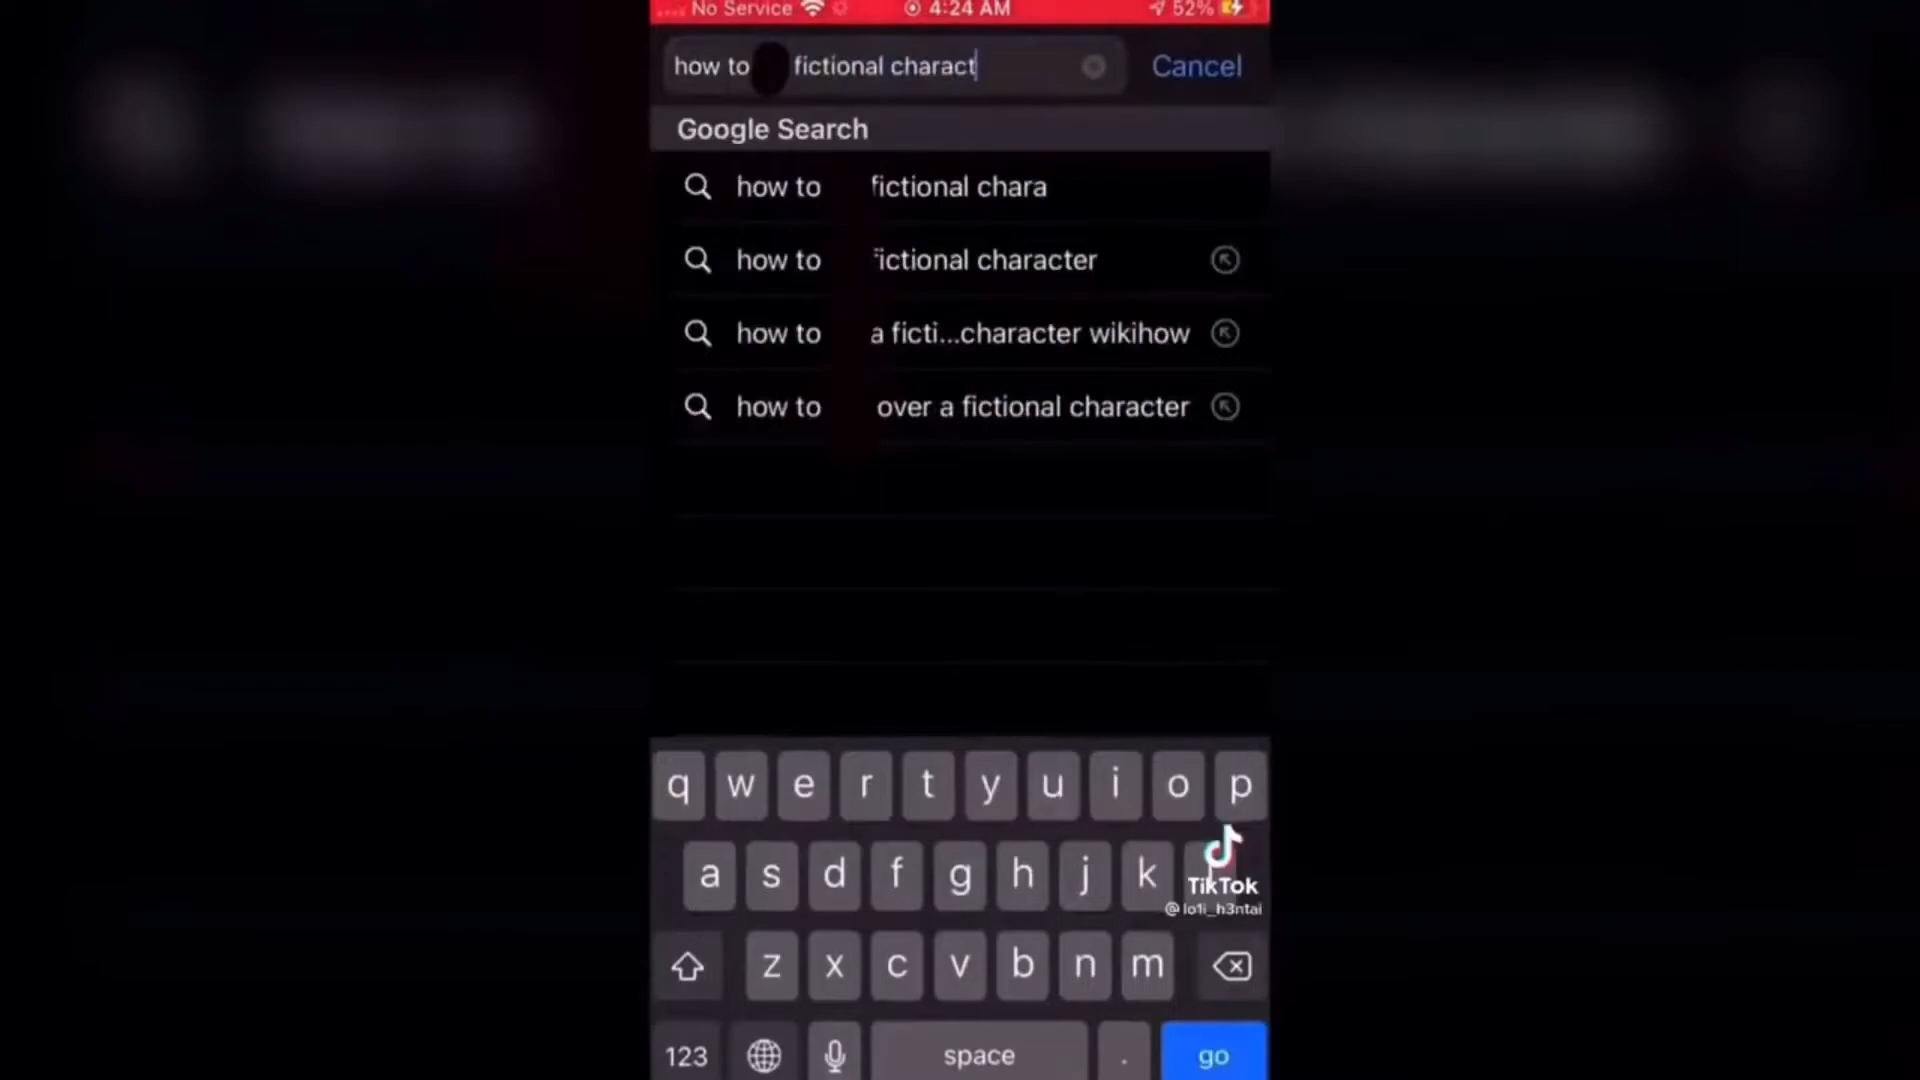 No Service 4:24 AM 52%
how to fictional charact Cancel
Google Search
how to fictional chara
how to ictional character
how to a ficti...character wikihow
how to over a fictional character
q w e r t y u i o p
a s d f g h j k
TikTok
@lo1i_h3ntai
z x c v b n m
123 space . go